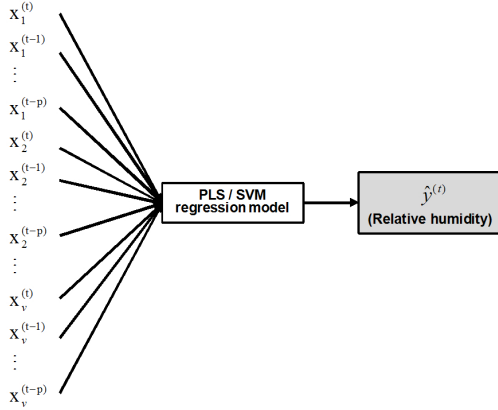 x₁⁽ᵗ⁾
x₁⁽ᵗ⁻¹⁾
⋮
x₁⁽ᵗ⁻ᵖ⁾
x₂⁽ᵗ⁾
x₂⁽ᵗ⁻¹⁾
⋮
x₂⁽ᵗ⁻ᵖ⁾
⋮
xᵥ⁽ᵗ⁾
xᵥ⁽ᵗ⁻¹⁾
⋮
xᵥ⁽ᵗ⁻ᵖ⁾
PLS / SVM
regression model
ŷ⁽ᵗ⁾
(Relative humidity)